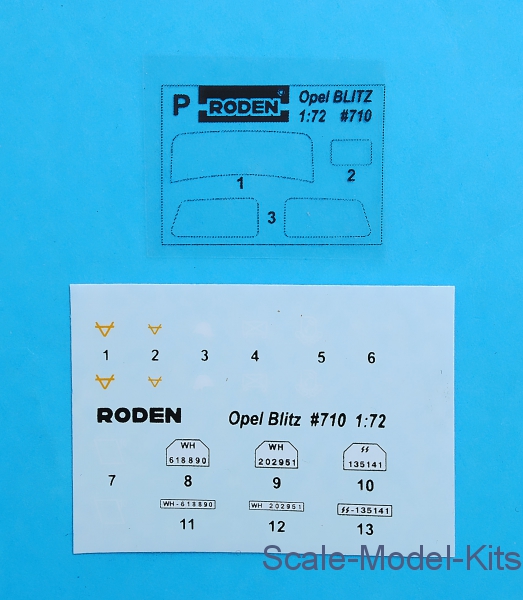 P RODEN Opel BLITZ
1:72 #710
1
2
3
1 2 3 4 5 6
RODEN Opel Blitz #710 1:72
WH
618890
WH
202951
SS
135141
7 8 9 10
WH-618890 WH 202951 SS-135141
11 12 13
Scale-Model-Kits